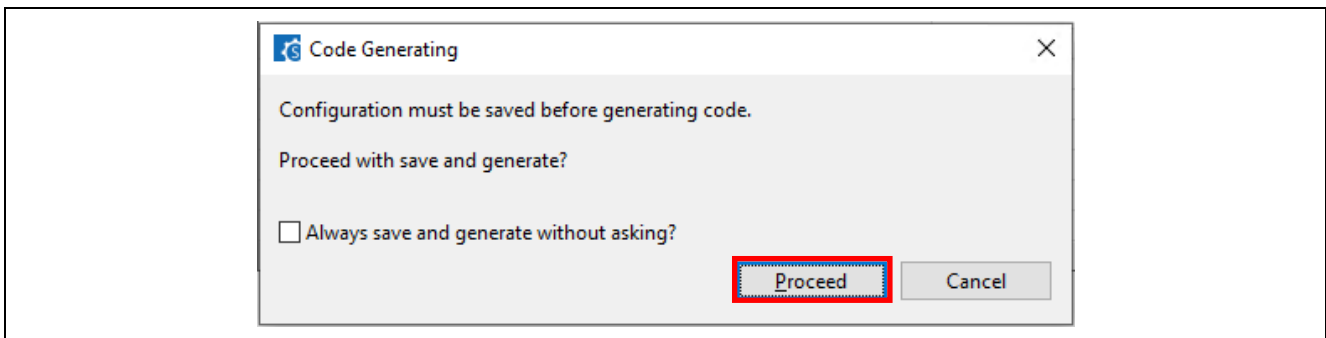 Code Generating
Configuration must be saved before generating code.
Proceed with save and generate?
Always save and generate without asking?
Proceed Cancel